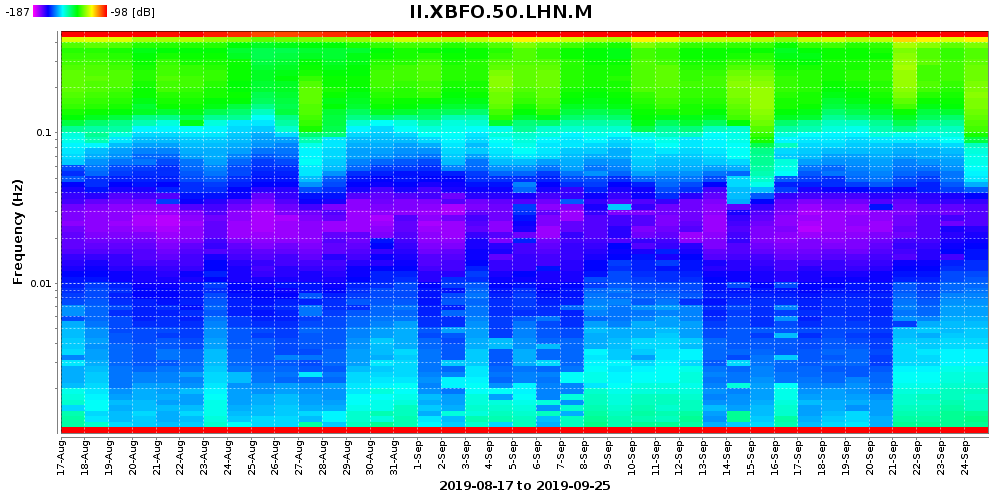 II.XBFO.50.LHN.M
-187 -98 [dB]
Frequency (Hz)
0.1
0.01
17-Aug 18-Aug 19-Aug 20-Aug 21-Aug 22-Aug 23-Aug 24-Aug 25-Aug 26-Aug 27-Aug 28-Aug 29-Aug 30-Aug 31-Aug 1-Sep 2-Sep 3-Sep 4-Sep 5-Sep 6-Sep 7-Sep 8-Sep 9-Sep 10-Sep 11-Sep 12-Sep 13-Sep 14-Sep 15-Sep 16-Sep 17-Sep 18-Sep 19-Sep 20-Sep 21-Sep 22-Sep 23-Sep 24-Sep
2019-08-17 to 2019-09-25